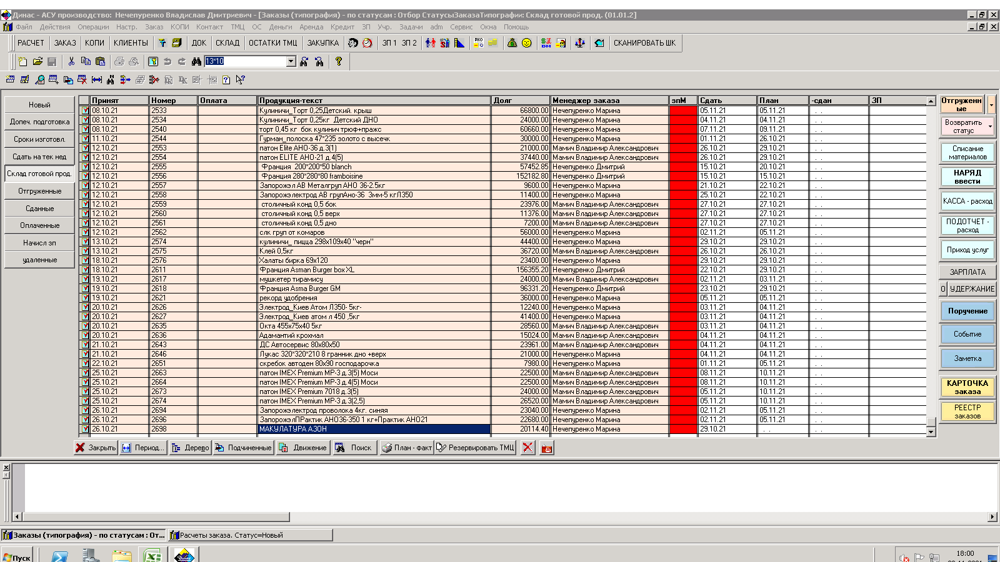 Динас - АСУ производство: Нечепуренко Владислав Дмитриевич - [Заказы (типография) - по статусам : Отбор СтатусыЗаказаТипографии: Склад готовой прод. (01.01.2]
Файл Действия Операции Настр. Заказ КОПИ Контакт ТМЦ ОС Деньги Аренда Кредит ЗП Учр. Задачи adm Сервис Окна Помощь
РАСЧЕТ ЗАКАЗ КОПИ КЛИЕНТЫ ДОК СКЛАД ОСТАТКИ ТМЦ ЗАКУПКА ЗП 1 ЗП 2 СКАНИРОВАТЬ ШК
13*10
Новый
Допеч. подготовка
Сроки изготовл.
Сдать на тек нед
Склад готовой прод.
Отгруженные
Сданные
Оплаченные
Начисл зп
удаленные
Принят Номер Оплата Продукция-текст Долг Менеджер заказа зпМ Сдать План -сдан ЗП
08.10.21 2533 Кулиничи_Торт 0,25Детский. крыш 66800.00 Нечепуренко Марина 05.11.21 05.11.21 . .
08.10.21 2534 Кулиничи_Торт 0,25кг Детский ДНО 24000.00 Нечепуренко Марина 04.11.21 04.11.21 . .
08.10.21 2540 торт 0,45 кг бок кулинич трюф+пражс 60660.00 Нечепуренко Марина 07.11.21 09.11.21 . .
11.10.21 2544 Гурман_полоска 47*235 золото с высечк 30000.00 Нечепуренко Марина 01.11.21 26.10.21 . .
12.10.21 2553 патон Elite АНО-36 д.3(1) 21000.00 Мамич Владимир Александрович 26.10.21 29.10.21 . .
12.10.21 2554 патон ELITE АНО-21 д.4(5) 37440.00 Мамич Владимир Александрович 26.10.21 29.10.21 . .
12.10.21 2555 Франция 200*200*50 blanch 57452.85 Нечепуренко Дмитрий 15.10.21 20.10.21 . .
12.10.21 2556 Франция 280*280*80 framboisine 152182.80 Нечепуренко Дмитрий 15.10.21 15.10.21 . .
12.10.21 2557 Запорожэл АВ Металгруп АНО 36-2.5кг 9600.00 Нечепуренко Марина 21.10.21 22.10.21 . .
12.10.21 2558 Запорожэлектрод АВ групАно-36 3мм-5 кгЛ350 11400.00 Нечепуренко Марина 25.10.21 22.10.21 . .
12.10.21 2559 столичный конд 0,5 бок 23976.00 Мамич Владимир Александрович 27.10.21 27.10.21 . .
12.10.21 2560 столичный конд 0,5 верх 11376.00 Мамич Владимир Александрович 27.10.21 27.10.21 . .
12.10.21 2561 столичный конд 0,5 дно 7200.00 Мамич Владимир Александрович 27.10.21 27.10.21 . .
12.10.21 2562 слк груп от комаров 56000.00 Нечепуренко Марина 02.11.21 05.11.21 . .
13.10.21 2574 кулиничи_ пицца 298х109х40 "черн" 44400.00 Нечепуренко Марина 29.10.21 29.10.21 . .
13.10.21 2575 Клей 0,5кг 36720.00 Мамич Владимир Александрович 26.10.21 26.10.21 . .
18.10.21 2576 Халаты бирка 69х120 23400.00 Нечепуренко Марина 29.10.21 29.10.21 . .
18.10.21 2611 Франция Asman Burger box XL 156355.20 Нечепуренко Дмитрий 22.10.21 29.10.21 . .
19.10.21 2617 мушкетер тирамису 24000.00 Мамич Владимир Александрович 02.11.21 03.11.21 . .
19.10.21 2618 Франция Asma Burger GM 96331.20 Нечепуренко Дмитрий 23.10.21 29.10.21 . .
19.10.21 2621 рекорд удобрения 36000.00 Нечепуренко Марина 05.11.21 05.11.21 . .
20.10.21 2626 Электрод_Киев Атом Л350- 5кг- 12240.00 Нечепуренко Марина 03.11.21 04.11.21 . .
20.10.21 2627 Электрод_Киев атом л 450 ,5кг 41400.00 Нечепуренко Марина 03.11.21 04.11.21 . .
20.10.21 2635 Окта 455х75х40 5кг 28560.00 Мамич Владимир Александрович 03.11.21 04.11.21 . .
20.10.21 2636 Адамантий крохмал 15024.00 Мамич Владимир Александрович 04.11.21 04.11.21 . .
21.10.21 2643 ДС Автосервис 80х80х50 23961.00 Мамич Владимир Александрович 04.11.21 04.11.21 . .
21.10.21 2646 Лукас 320*320*210 8 гранник дно +верх 21000.00 Нечепуренко Марина 04.11.21 04.11.21 . .
22.10.21 2651 скребок автоден 80х90 господарочка 7980.00 Нечепуренко Марина 01.11.21 05.11.21 . .
25.10.21 2663 патон IMEX Premium МР-3 д.3(5) Моси 22500.00 Мамич Владимир Александрович 08.11.21 10.11.21 . .
25.10.21 2664 патон IMEX Premium МР-3 д.4(5) Моси 22500.00 Мамич Владимир Александрович 08.11.21 10.11.21 . .
25.10.21 2673 патон IMEX Premium 7018 д.3(5) 24000.00 Мамич Владимир Александрович 05.11.21 10.11.21 . .
25.10.21 2674 патон IMEX Premium МР-3 д.3(2,5) 26520.00 Мамич Владимир Александрович 05.11.21 10.11.21 . .
26.10.21 2694 Запорожэлектрод проволока 4кг. синяя 23040.00 Нечепуренко Марина 02.11.21 05.11.21 . .
26.10.21 2696 ЗапорожэлПРактик АНО36-350 1 кг+Практик АНО21 22680.00 Нечепуренко Марина 02.11.21 05.11.21 . .
26.10.21 2698 МАКУЛАТУРА АЗОН 20114.40 Нечепуренко Марина 29.10.21 . . . .
Отгруженн
ые
Возвратить
статус
Списание
материалов
НАРЯД
ввести
КАССА - расход
ПОДОТЧЕТ -
расход
Приход услуг
ЗАРПЛАТА
О УДЕРЖАНИЕ
Поручение
Событие
Заметка
КАРТОЧКА
заказа
РЕЕСТР
заказов
Закрыть Период... Дерево Подчиненные Движение Поиск План - факт Резервировать ТМЦ
Заказы (типография) - по статусам : От... Расчеты заказа. Статус=Новый
Пуск
18:00